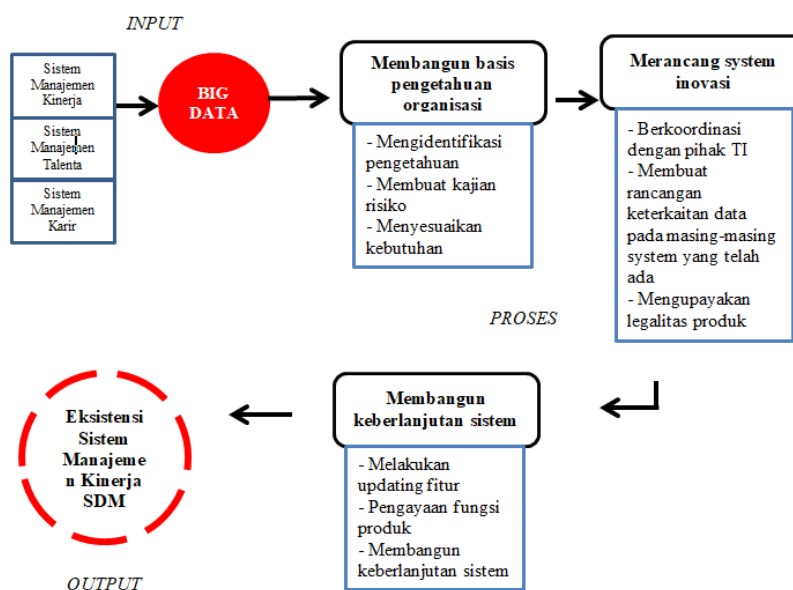 INPUT
Sistem
Manajemen
Kinerja
Sistem
Manajemen
Talenta
Sistem
Manajemen
Karir
BIG
DATA
Membangun basis
pengetahuan
organisasi
- Mengidentifikasi
pengetahuan
- Membuat kajian
risiko
- Menyesuaikan
kebutuhan
Merancang system
inovasi
- Berkoordinasi
dengan pihak TI
- Membuat
rancangan
keterkaitan data
pada masing-masing
system yang telah
ada
- Mengupayakan
legalitas produk
PROSES
Membangun
keberlanjutan sistem
- Melakukan
updating fitur
- Pengayaan fungsi
produk
- Membangun
keberlanjutan sistem
Eksistensi
Sistem
Manajeme
n Kinerja
SDM
OUTPUT